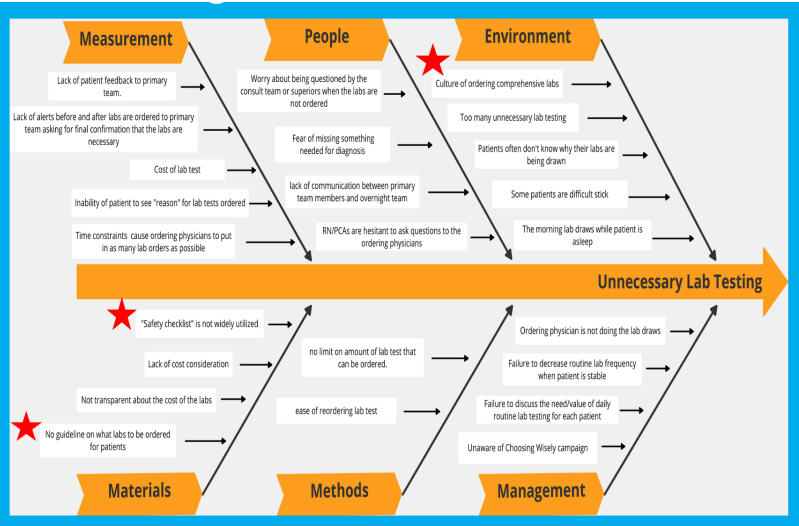 Measurement
People
Environment
Lack of patient feedback to primary
team.
Lack of alerts before and after labs are ordered to primary
team asking for final confirmation that the labs are
necessary
Cost of lab test
Inability of patient to see "reason" for lab tests ordered
Time constraints cause ordering physicians to put
in as many lab orders as possible
Worry about being questioned by the
consult team or superiors when the labs are
not ordered
Fear of missing something
needed for diagnosis
lack of communication between primary
team members and overnight team
RN/PCAs are hesitant to ask questions to the
ordering physicians
Culture of ordering comprehensive labs
Too many unnecessary lab testing
Patients often don't know why their labs are
being drawn
Some patients are difficult stick
The morning lab draws while patient is
asleep
Unnecessary Lab Testing
"Safety checklist" is not widely utilized
Lack of cost consideration
Not transparent about the cost of the labs
No guideline on what labs to be ordered
for patients
no limit on amount of lab test that
can be ordered.
ease of reordering lab test
Ordering physician is not doing the lab draws
Failure to decrease routine lab frequency
when patient is stable
Failure to discuss the need/value of daily
routine lab testing for each patient
Unaware of Choosing Wisely campaign
Materials
Methods
Management